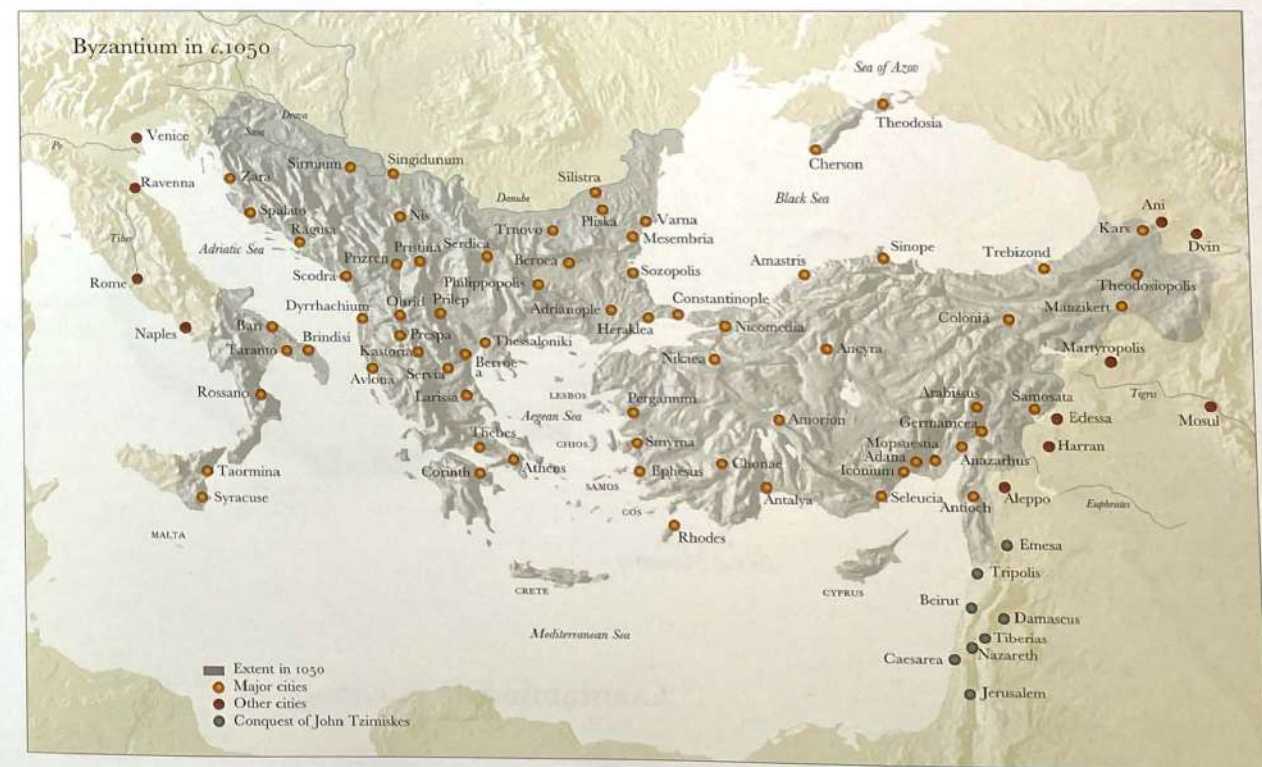 Byzantium in c.1050
Sea of Azov
Theodosia
Cherson
Black Sea
Drava
Sava
Po
Venice
Ravenna
Tiber
Rome
Naples
Adriatic Sea
Zara
Spalato
Ragusa
Sirmium
Singidunum
Nis
Danube
Silistra
Pliska
Varna
Trnovo
Mesembria
Pristina
Serdica
Prizren
Beroea
Sozopolis
Scodra
Philippopolis
Dyrrhachium
Ohrid
Prilep
Adrianople
Constantinople
Heraklea
Nicomedia
Amastris
Sinope
Trebizond
Ani
Kars
Dvin
Theodosiopolis
Manzikert
Colonia
Martyropolis
Bari
Brindisi
Taranto
Prespa
Kastoria
Thessaloniki
Avlona
Servia
Berroe
a
Larissa
Rossano
Nikaea
Ancyra
LESBOS
Aegean Sea
Pergamum
Amorion
Arabissus
Samosata
Tigris
Germanicea
Edessa
Mosul
Thebes
CHIOS
Smyrna
Mopsuestia
Harran
Corinth
Athens
Ephesus
Chonae
Adana
Anazarbus
Iconium
Taormina
Syracuse
SAMOS
Antalya
Seleucia
Antioch
Aleppo
Euphrates
COS
Rhodes
MALTA
Emesa
CRETE
CYPRUS
Tripolis
Beirut
Damascus
Mediterranean Sea
Tiberias
Nazareth
Caesarea
Jerusalem
Extent in 1050
Major cities
Other cities
Conquest of John Tzimiskes